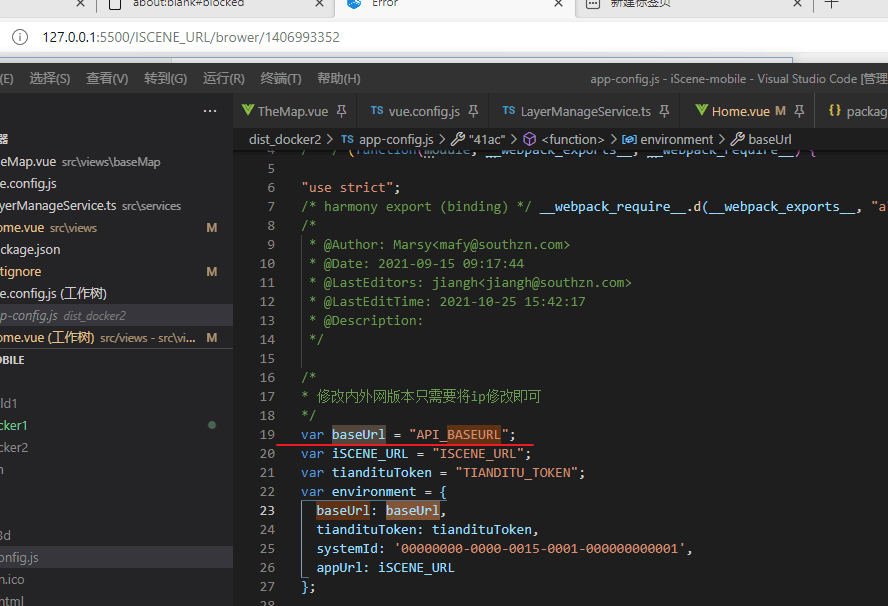 about:blank#blocked
Error
新建标签页
127.0.0.1:5500/ISCENE_URL/brower/1406993352
(E) 选择(S) 查看(V) 转到(G) 运行(R) 终端(T) 帮助(H) app-config.js - iScene-mobile - Visual Studio Code [管理
TheMap.vue TS vue.config.js TS LayerManageService.ts Home.vue M {} packag
dist_docker2 > TS app-config.js > "41ac" > <function> > environment > baseUrl
器
eMap.vue src\views\baseMap
e.config.js
yerManageService.ts src\services
ome.vue src\views M
ckage.json
tignore M
e.config.js (工作树)
p-config.js dist_docker2
ome.vue (工作树) src/views - src\vi... M
OBILE
ld1
cker1
cker2
n
3d
onfig.js
n.ico
html
4 /***/ (function(module, __webpack_exports__, __webpack_require__) {
5
6 "use strict";
7 /* harmony export (binding) */ __webpack_require__.d(__webpack_exports__, "a
8 /*
9 * @Author: Marsy<mafy@southzn.com>
10 * @Date: 2021-09-15 09:17:44
11 * @LastEditors: jiangh<jiangh@southzn.com>
12 * @LastEditTime: 2021-10-25 15:42:17
13 * @Description:
14 */
15
16 /*
17 * 修改内外网版本只需要将ip修改即可
18 */
19 var baseUrl = "API_BASEURL";
20 var iSCENE_URL = "ISCENE_URL";
21 var tiandituToken = "TIANDITU_TOKEN";
22 var environment = {
23 baseUrl: baseUrl,
24 tiandituToken: tiandituToken,
25 systemId: '00000000-0000-0015-0001-000000000001',
26 appUrl: iSCENE_URL
27 };
28